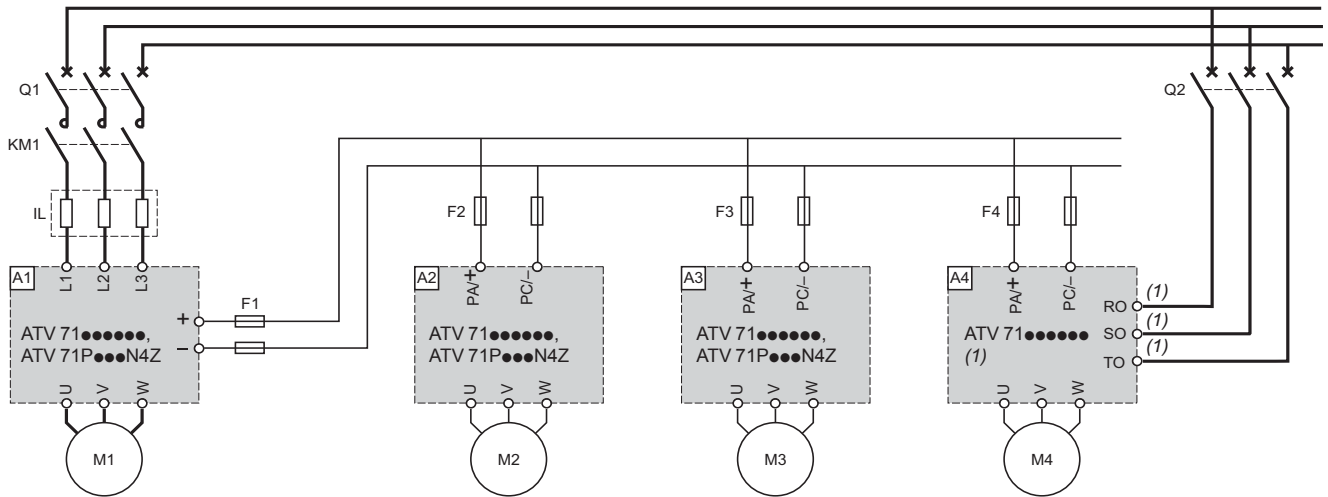 Q1
Q2
KM1
IL
F2
F3
F4
A1
L1 L2 L3
+
–
F1
ATV 71●●●●●●,
ATV 71P●●●N4Z
U V W
M1
A2
PA/+ PC/–
ATV 71●●●●●●,
ATV 71P●●●N4Z
U V W
M2
A3
PA/+ PC/–
ATV 71●●●●●●,
ATV 71P●●●N4Z
U V W
M3
A4
PA/+ PC/–
RO (1)
ATV 71●●●●●●
(1)
SO (1)
TO (1)
U V W
M4